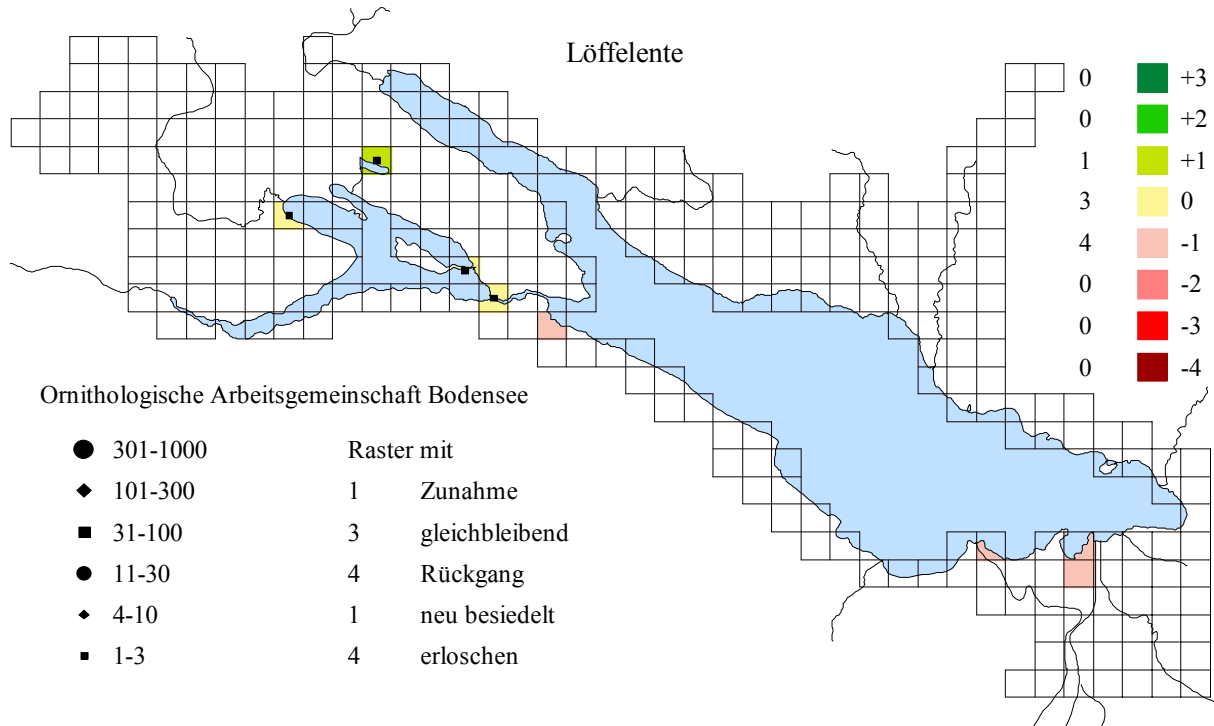 Löffelente
0 +3
0 +2
1 +1
3 0
4 -1
0 -2
0 -3
0 -4
Ornithologische Arbeitsgemeinschaft Bodensee
301-1000 Raster mit
101-300 1 Zunahme
31-100 3 gleichbleibend
11-30 4 Rückgang
4-10 1 neu besiedelt
1-3 4 erloschen